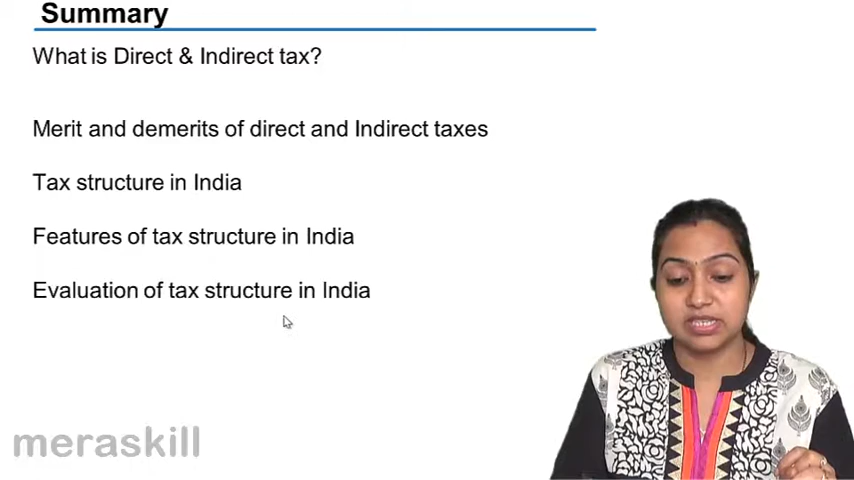 Summary
What is Direct & Indirect tax?
Merit and demerits of direct and Indirect taxes
Tax structure in India
Features of tax structure in India
Evaluation of tax structure in India
meraskill